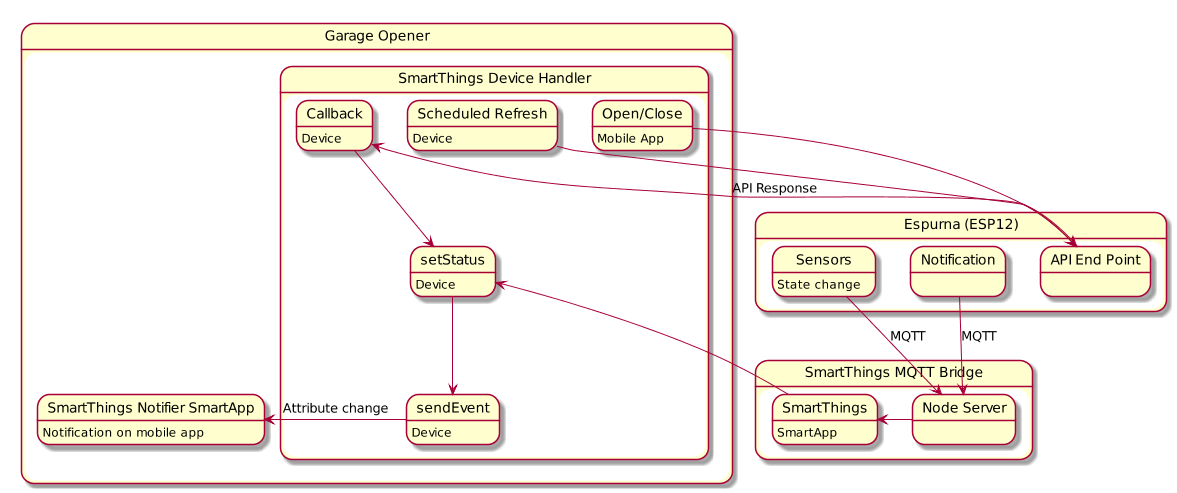 Garage Opener
SmartThings Device Handler
Callback
Device
Scheduled Refresh
Device
Open/Close
Mobile App
API Response
Espurna (ESP12)
Sensors
State change
Notification
API End Point
setStatus
Device
MQTT
MQTT
SmartThings MQTT Bridge
SmartThings Notifier SmartApp
Notification on mobile app
Attribute change
sendEvent
Device
SmartThings
SmartApp
Node Server